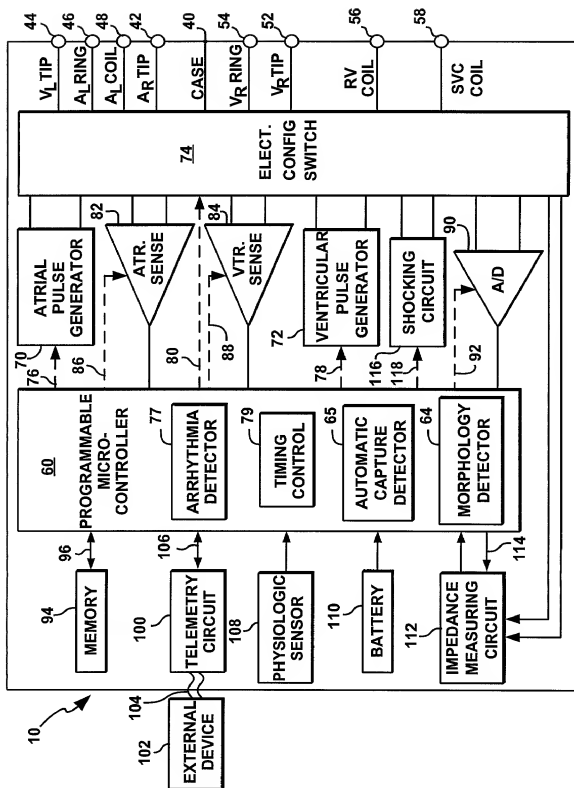 10
102
EXTERNAL
DEVICE
104
94
MEMORY
96
100
TELEMETRY
CIRCUIT
106
108
PHYSIOLOGIC
SENSOR
110
BATTERY
112
IMPEDANCE
MEASURING
CIRCUIT
114
60
PROGRAMMABLE
MICRO-
CONTROLLER
77
ARRHYTHMIA
DETECTOR
79
TIMING
CONTROL
65
AUTOMATIC
CAPTURE
DETECTOR
64
MORPHOLOGY
DETECTOR
70
76
ATRIAL
PULSE
GENERATOR
86
82
ATR.
SENSE
80
88
84
VTR.
SENSE
72
78
VENTRICULAR
PULSE
GENERATOR
116
118
SHOCKING
CIRCUIT
92
90
A/D
74
ELECT.
CONFIG
SWITCH
VL TIP
44
AL RING
46
AL COIL
48
AR TIP
42
CASE
40
VR RING
54
VR TIP
52
RV
COIL
56
SVC
COIL
58